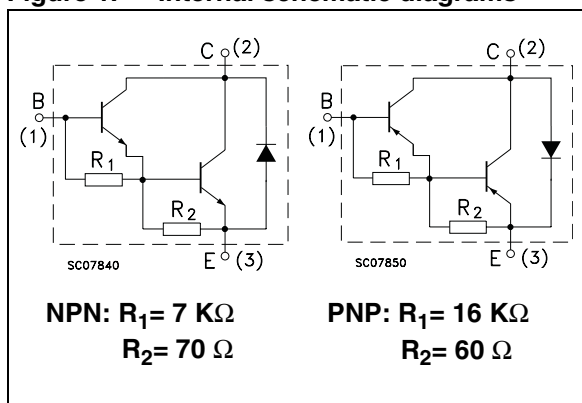 Figure 1. Internal schematic diagrams
C (2)
B
(1)
R1
R2
E (3)
SC07840
C (2)
B
(1)
R1
R2
E (3)
SC07850
NPN: R1= 7 KΩ
R2= 70 Ω
PNP: R1= 16 KΩ
R2= 60 Ω